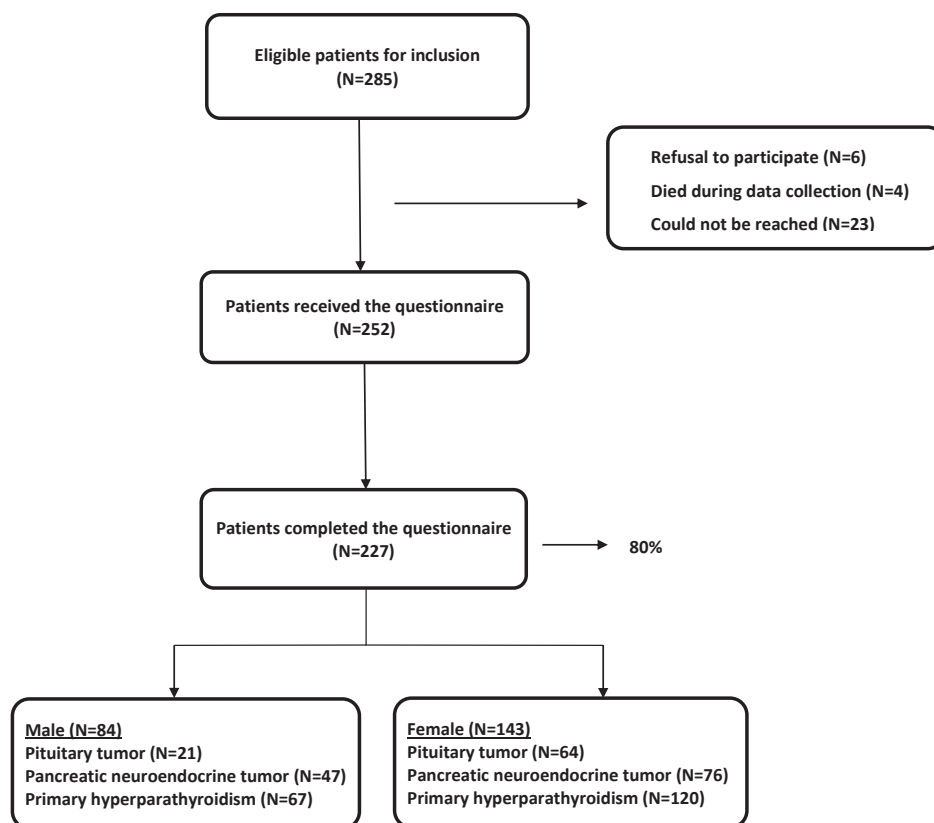 Eligible patients for inclusion
(N=285)
Refusal to participate (N=6)
Died during data collection (N=4)
Could not be reached (N=23)
Patients received the questionnaire
(N=252)
Patients completed the questionnaire
(N=227)
80%
Male (N=84)
Pituitary tumor (N=21)
Pancreatic neuroendocrine tumor (N=47)
Primary hyperparathyroidism (N=67)
Female (N=143)
Pituitary tumor (N=64)
Pancreatic neuroendocrine tumor (N=76)
Primary hyperparathyroidism (N=120)